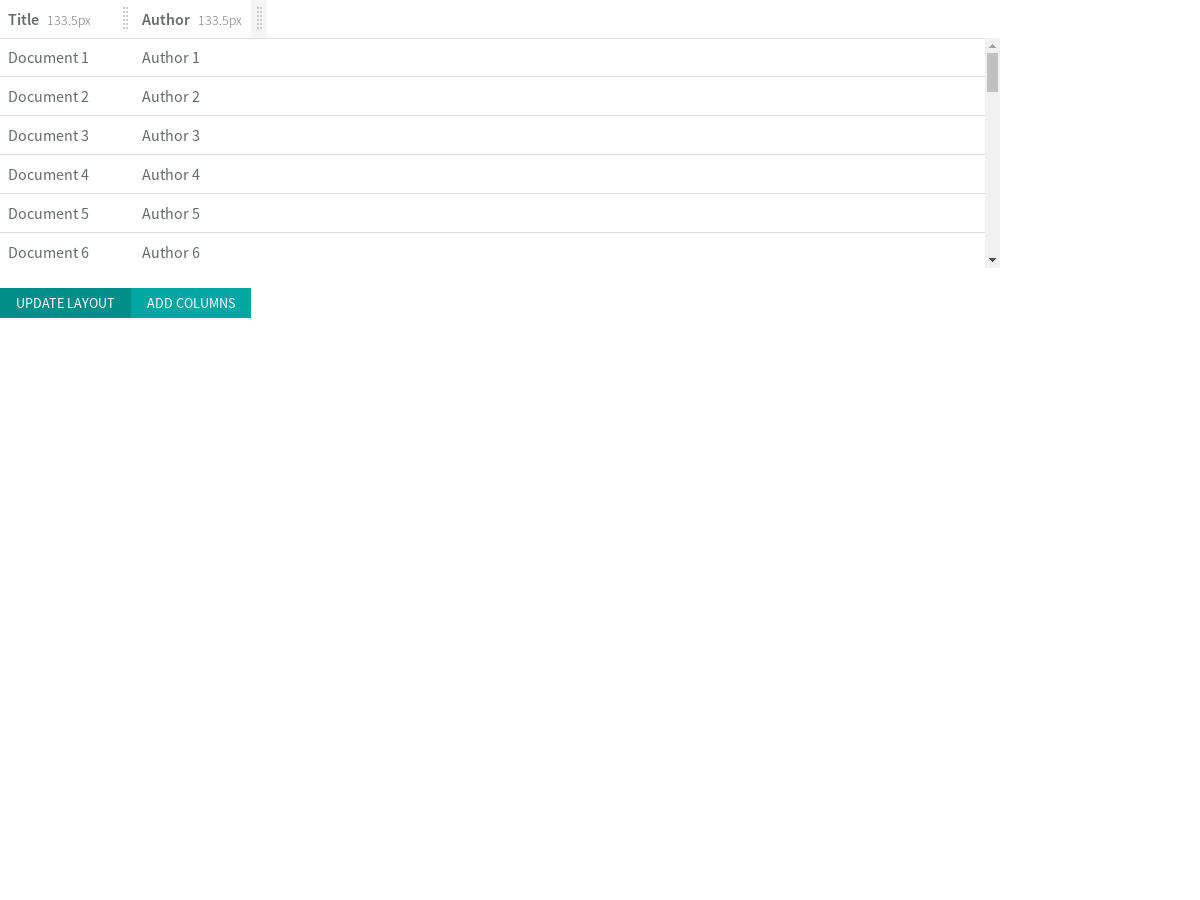 Title 133.5px Author 133.5px
Document 1 Author 1
Document 2 Author 2
Document 3 Author 3
Document 4 Author 4
Document 5 Author 5
Document 6 Author 6
UPDATE LAYOUT ADD COLUMNS